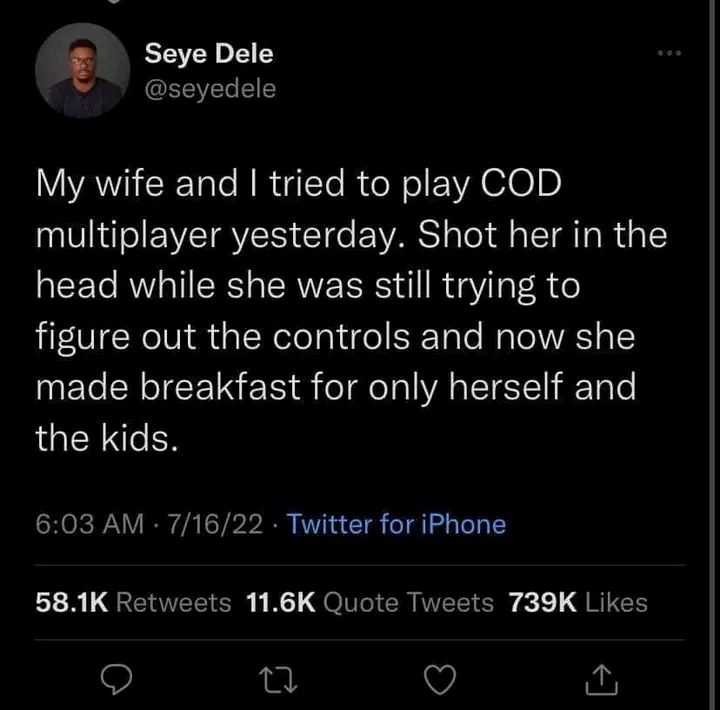 Seye Dele
@seyedele
My wife and I tried to play COD
multiplayer yesterday. Shot her in the
head while she was still trying to
figure out the controls and now she
made breakfast for only herself and
the kids.
6:03 AM · 7/16/22 · Twitter for iPhone
58.1K Retweets 11.6K Quote Tweets 739K Likes